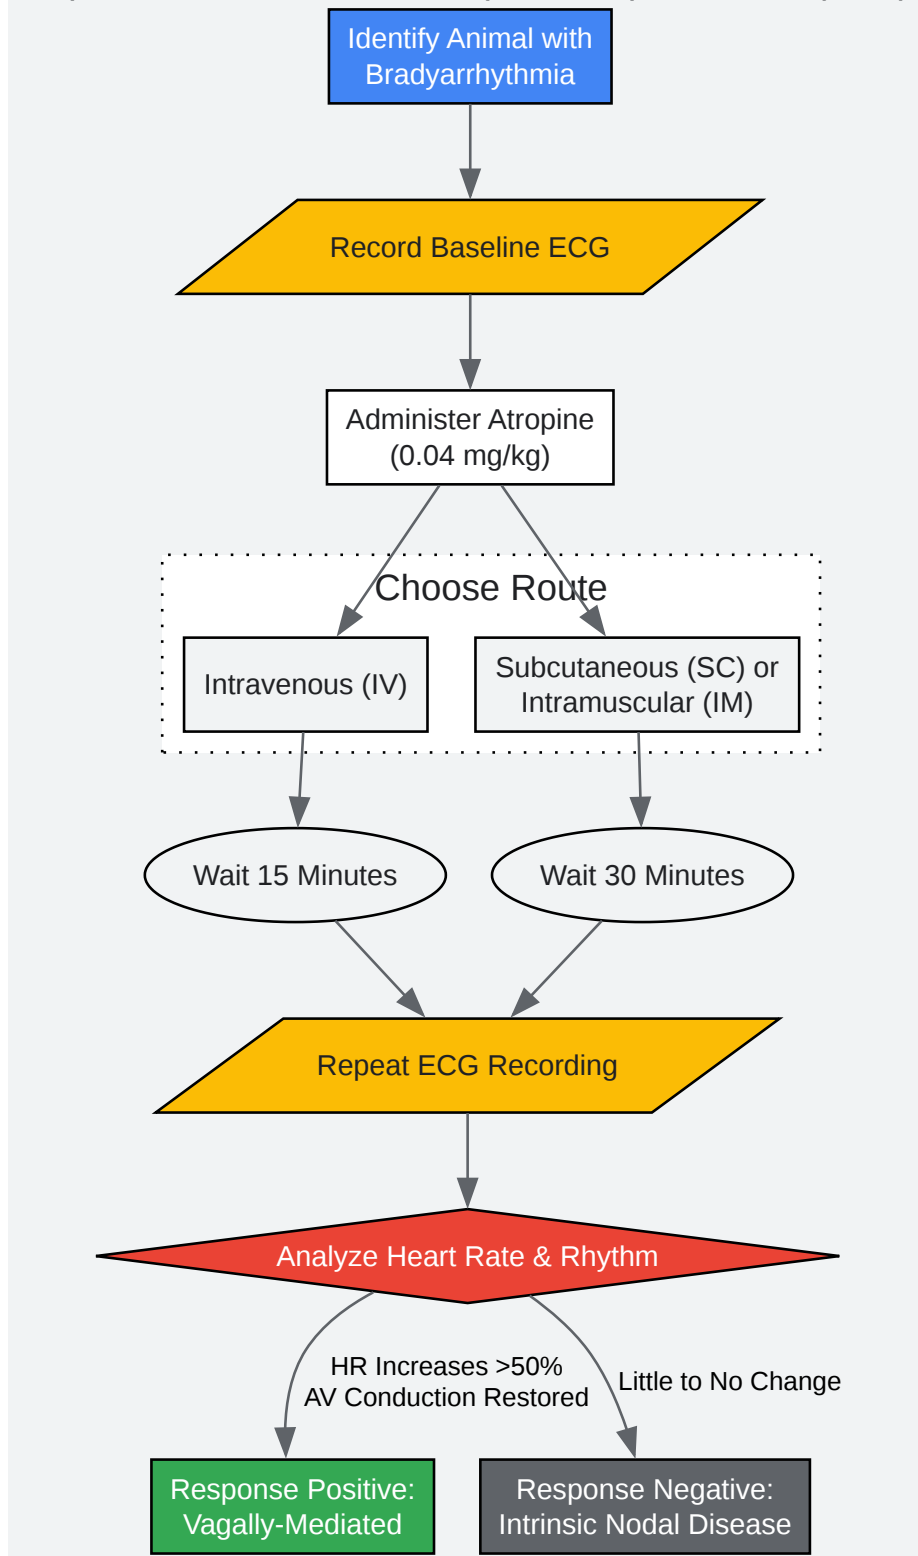 Identify Animal with
Bradyarrhythmia
Record Baseline ECG
Administer Atropine
(0.04 mg/kg)
Choose Route
Intravenous (IV)
Subcutaneous (SC) or
Intramuscular (IM)
Wait 15 Minutes
Wait 30 Minutes
Repeat ECG Recording
Analyze Heart Rate & Rhythm
HR Increases >50%
AV Conduction Restored
Little to No Change
Response Positive:
Vagally-Mediated
Response Negative:
Intrinsic Nodal Disease